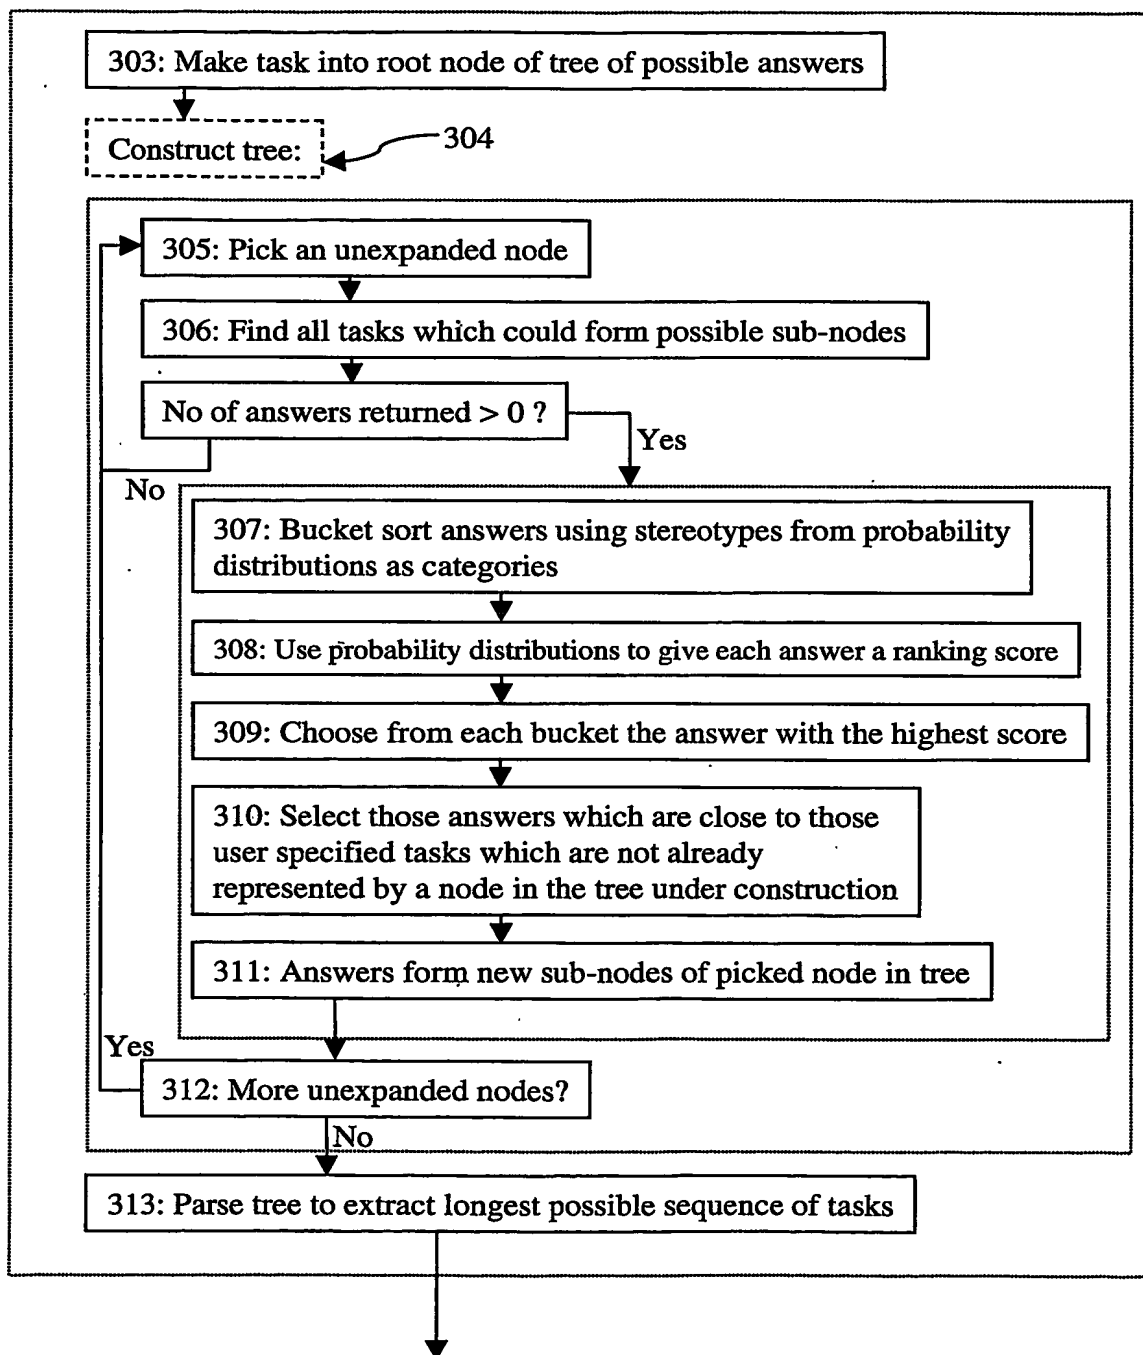 303: Make task into root node of tree of possible answers
Construct tree:
304
305: Pick an unexpanded node
306: Find all tasks which could form possible sub-nodes
No of answers returned > 0 ?
Yes
No
307: Bucket sort answers using stereotypes from probability
distributions as categories
308: Use probability distributions to give each answer a ranking score
309: Choose from each bucket the answer with the highest score
310: Select those answers which are close to those
user specified tasks which are not already
represented by a node in the tree under construction
311: Answers form new sub-nodes of picked node in tree
Yes
312: More unexpanded nodes?
No
313: Parse tree to extract longest possible sequence of tasks